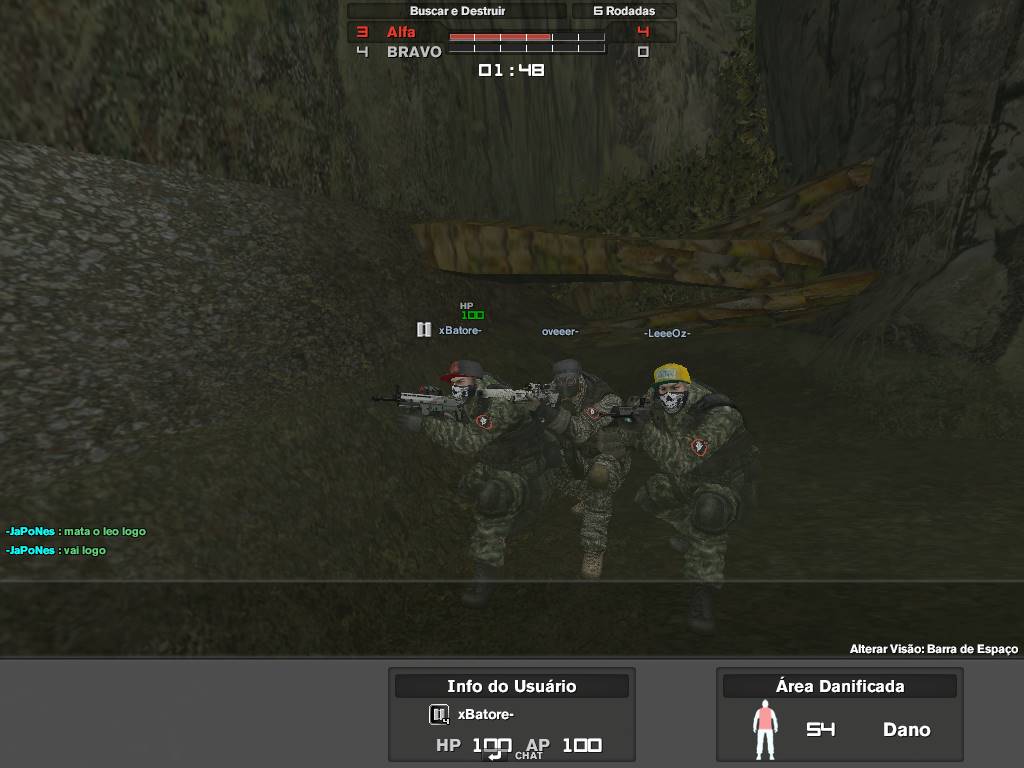 Buscar e Destruir 6 Rodadas
3 Alfa 4
4 BRAVO 0
01:48
HP
100
xBatore- oveeer- -LeeeOz-
-JaPoNes : mata o leo logo
-JaPoNes : vai logo
Alterar Visão: Barra de Espaço
Info do Usuário
4 xBatore-
HP 100 AP 100
CHAT
Área Danificada
54 Dano